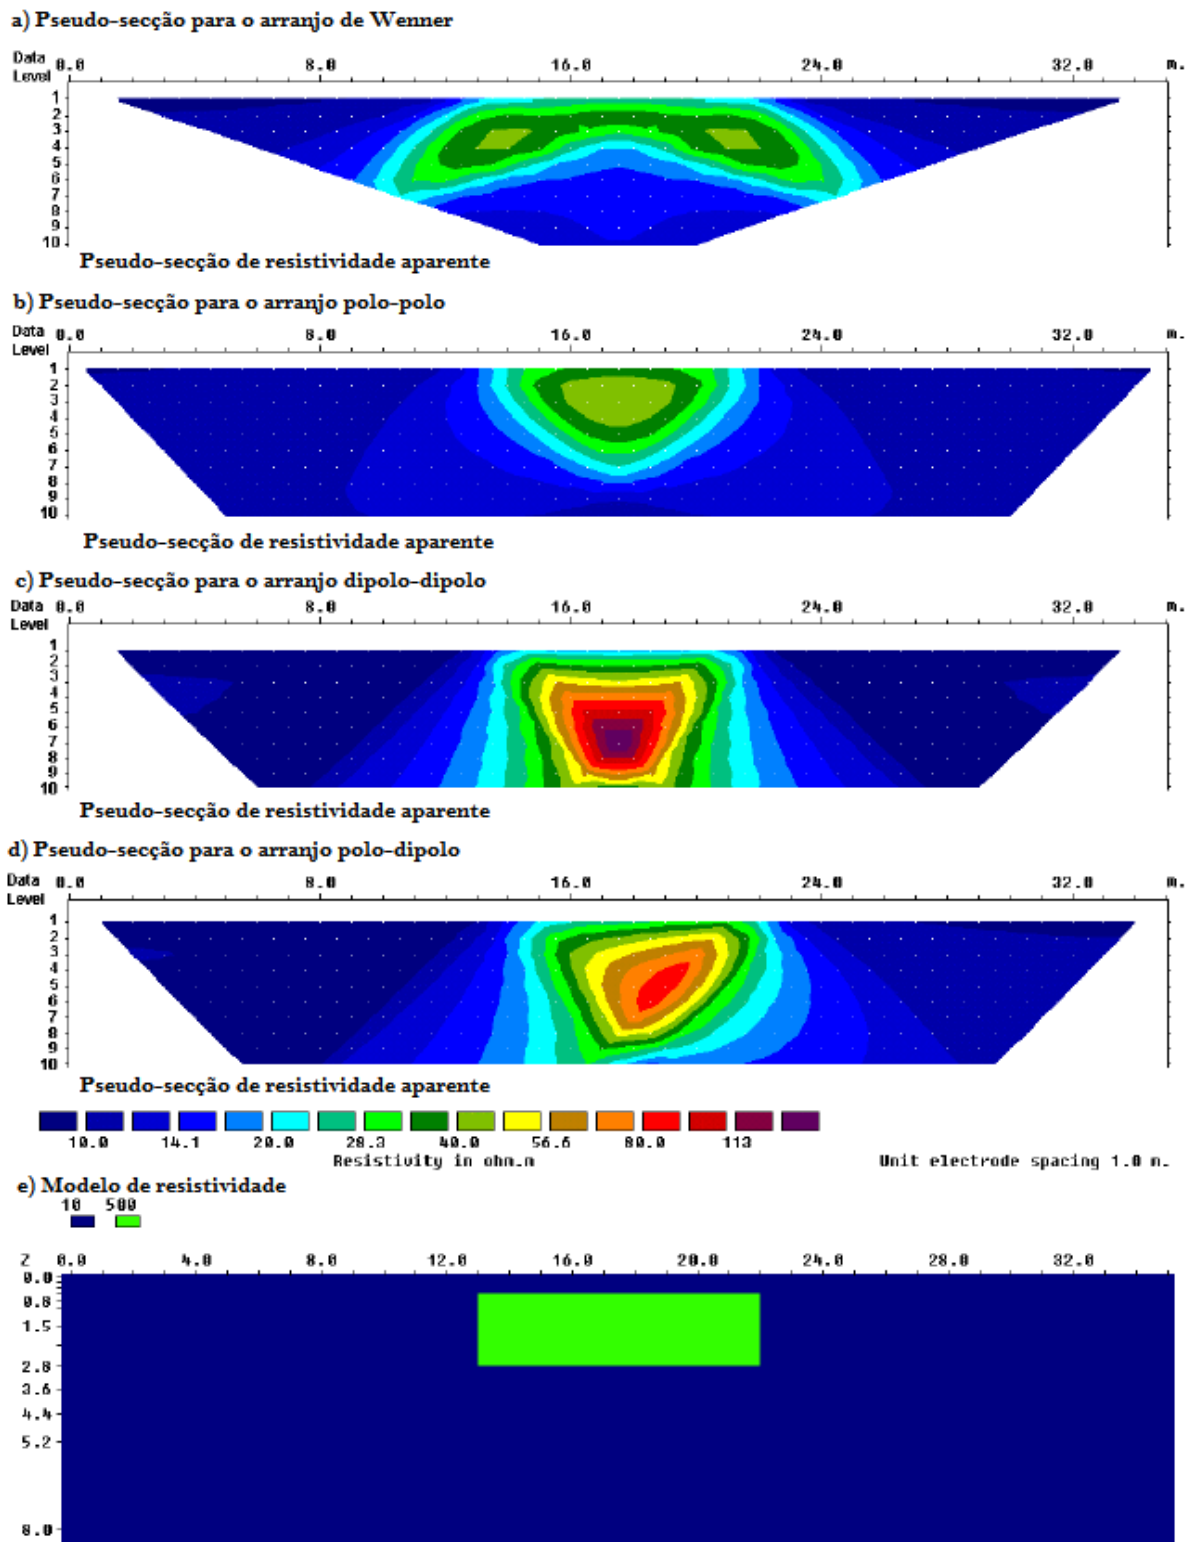 a) Pseudo-secção para o arranjo de Wenner
Data 0.0 8.0 16.0 24.0 32.0 m.
Level
1
2
3
4
5
6
7
8
9
10
Pseudo-secção de resistividade aparente
b) Pseudo-secção para o arranjo polo-polo
Data 0.0 8.0 16.0 24.0 32.0 m.
Level
1
2
3
4
5
6
7
8
9
10
Pseudo-secção de resistividade aparente
c) Pseudo-secção para o arranjo dipolo-dipolo
Data 0.0 8.0 16.0 24.0 32.0 m.
Level
1
2
3
4
5
6
7
8
9
10
Pseudo-secção de resistividade aparente
d) Pseudo-secção para o arranjo polo-dipolo
Data 0.0 8.0 16.0 24.0 32.0 m.
Level
1
2
3
4
5
6
7
8
9
10
Pseudo-secção de resistividade aparente
10.0 14.1 20.0 28.3 40.0 56.6 80.0 113
Resistivity in ohm.m Unit electrode spacing 1.0 m.
e) Modelo de resistividade
10 500
Z 0.0 4.0 8.0 12.0 16.0 20.0 24.0 28.0 32.0
0.0
0.8
1.5
2.8
3.6
4.4
5.2
8.0